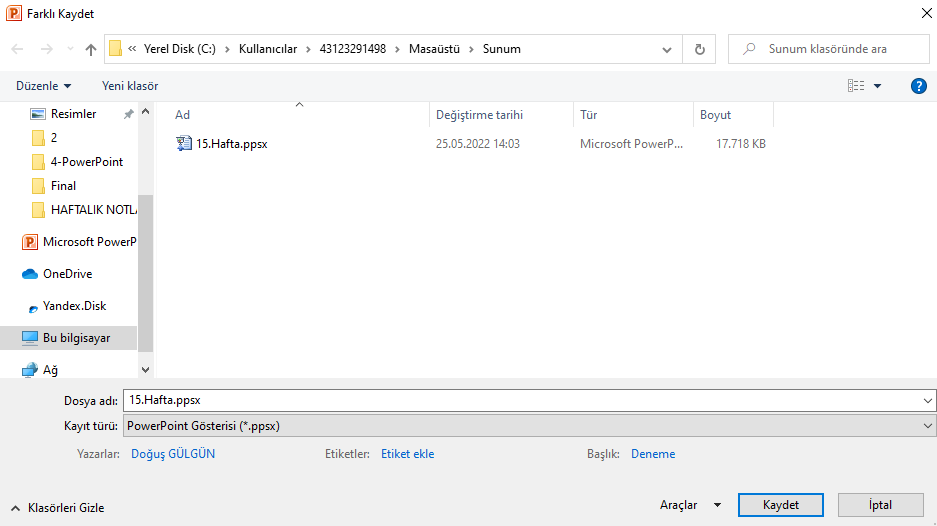 Farklı Kaydet
« Yerel Disk (C:) › Kullanıcılar › 43123291498 › Masaüstü › Sunum
Sunum klasöründe ara
Düzenle
Yeni klasör
Resimler
2
4-PowerPoint
Final
HAFTALIK NOTLA
Microsoft PowerP
OneDrive
Yandex.Disk
Bu bilgisayar
Ağ
Ad Değiştirme tarihi Tür Boyut
15.Hafta.ppsx 25.05.2022 14:03 Microsoft PowerP... 17.718 KB
Dosya adı: 15.Hafta.ppsx
Kayıt türü: PowerPoint Gösterisi (*.ppsx)
Yazarlar: Doğuş GÜLGÜN Etiketler: Etiket ekle Başlık: Deneme
Klasörleri Gizle
Araçlar Kaydet İptal